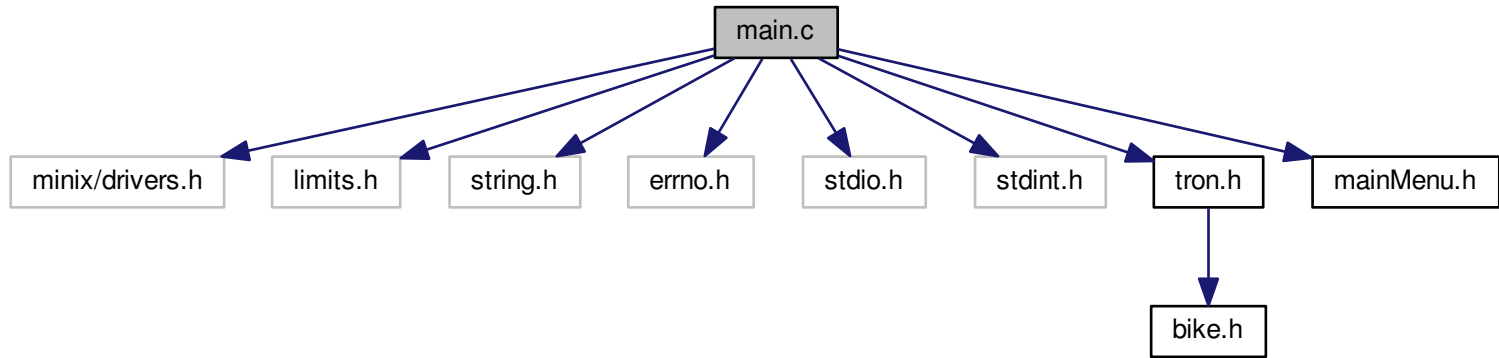 main.c
minix/drivers.h
limits.h
string.h
errno.h
stdio.h
stdint.h
tron.h
mainMenu.h
bike.h